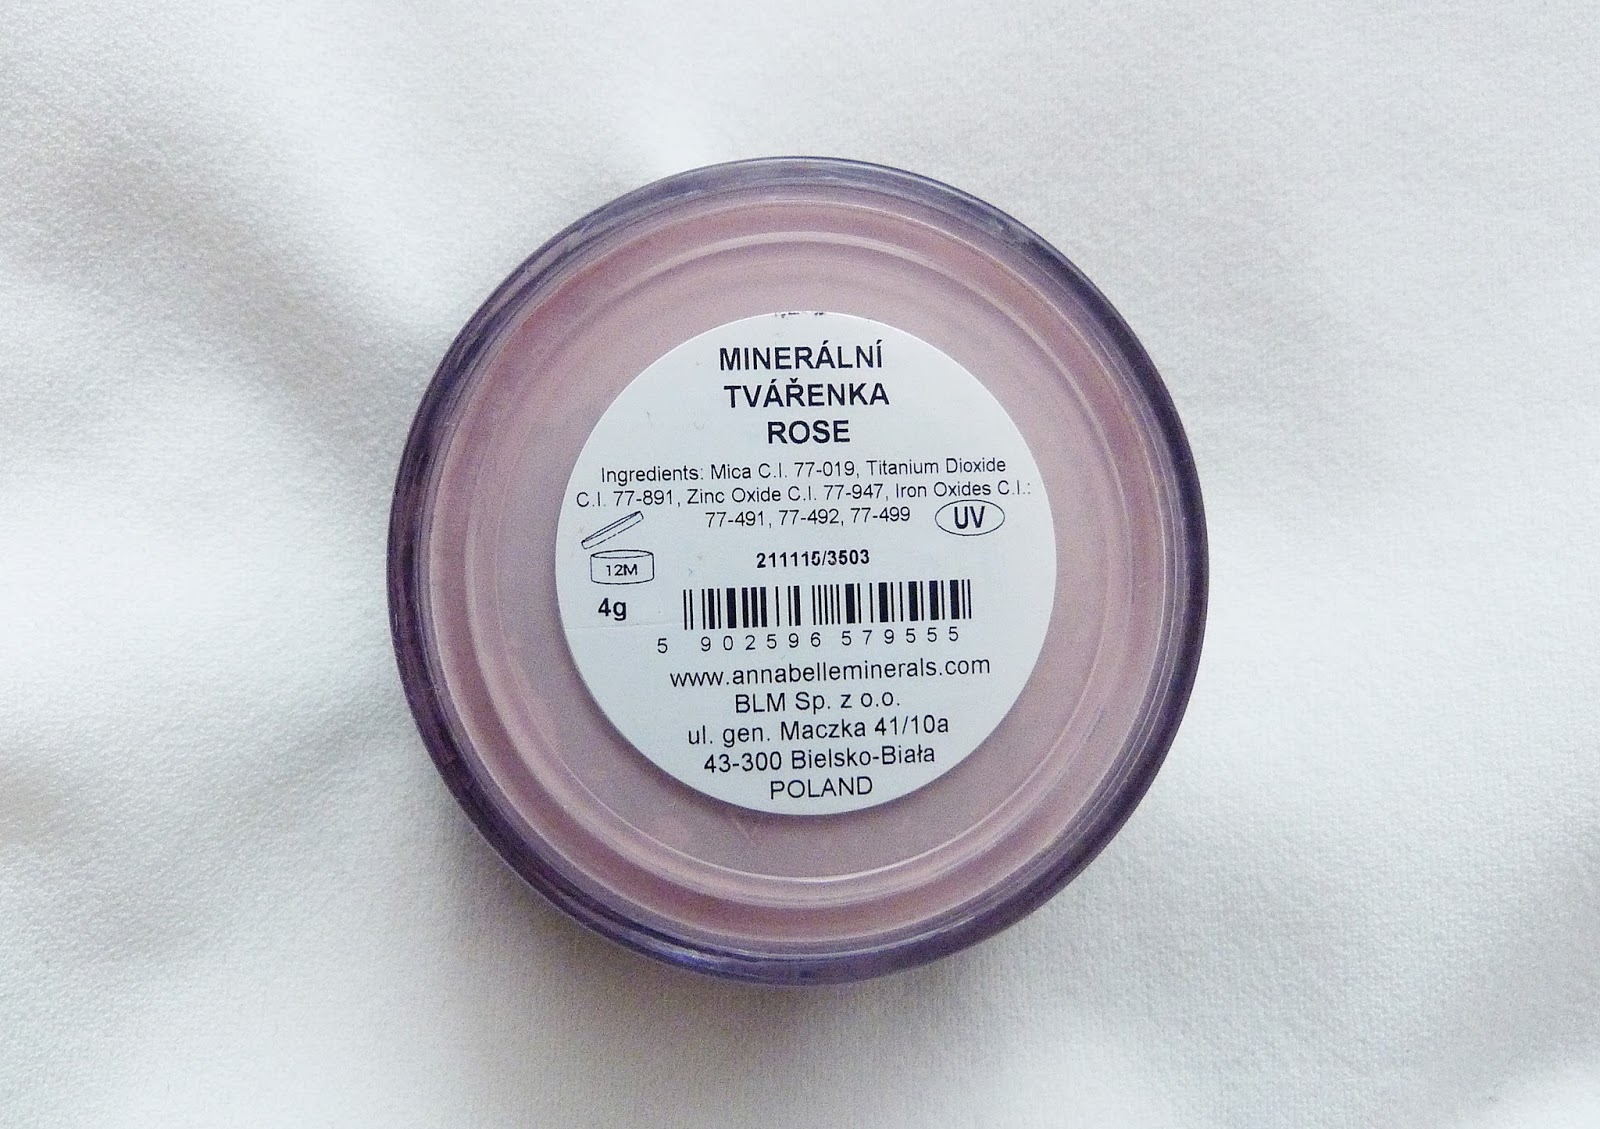 MINERÁLNÍ
TVÁŘENKA
ROSE
Ingredients: Mica C.I. 77-019, Titanium Dioxide
C.I. 77-891, Zinc Oxide C.I. 77-947, Iron Oxides C.I.:
77-491, 77-492, 77-499
UV
12M
211115/3503
4g
5 902596 579555
www.annabelleminerals.com
BLM Sp. z o.o.
ul. gen. Maczka 41/10a
43-300 Bielsko-Biała
POLAND